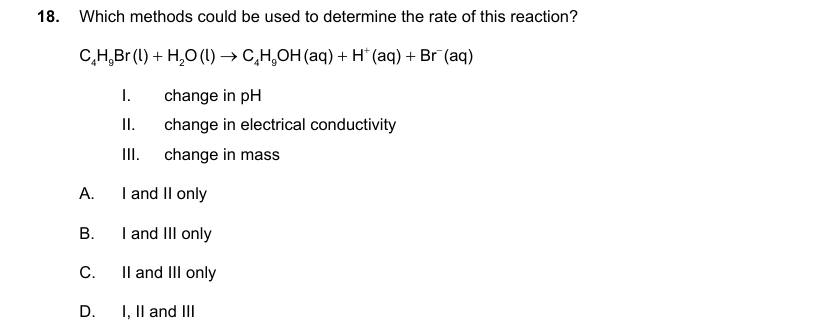 18. Which methods could be used to determine the rate of this reaction?
C₄H₉Br (l) + H₂O (l) → C₄H₉OH (aq) + H⁺ (aq) + Br⁻ (aq)
I. change in pH
II. change in electrical conductivity
III. change in mass
A. I and II only
B. I and III only
C. II and III only
D. I, II and III